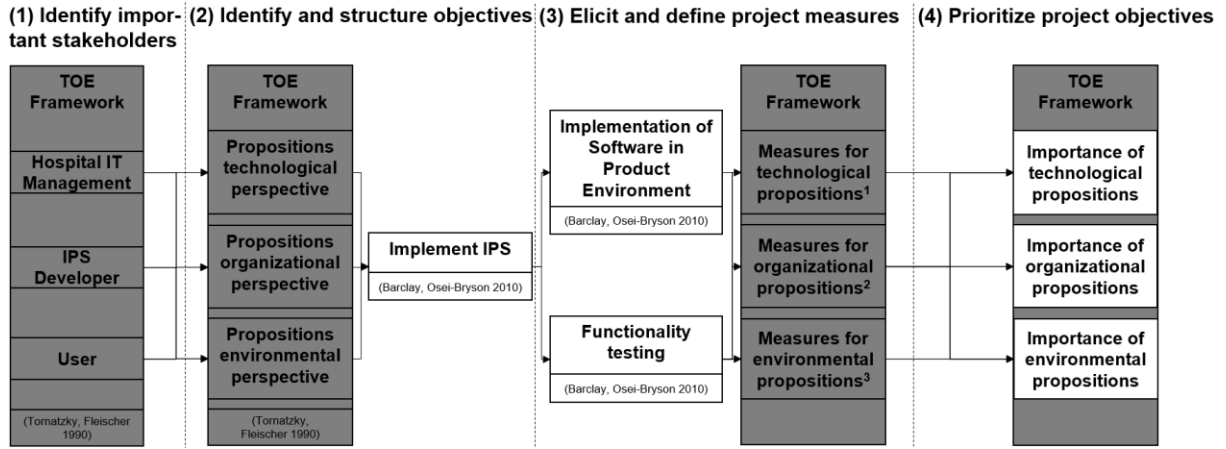 (1) Identify impor-
tant stakeholders
(2) Identify and structure objectives
(3) Elicit and define project measures
(4) Prioritize project objectives
TOE
Framework
Hospital IT
Management
IPS
Developer
User
(Tornatzky, Fleischer
1990)
TOE
Framework
Propositions
technological
perspective
Propositions
organizational
perspective
Propositions
environmental
perspective
(Tornatzky,
Fleischer 1990)
Implement IPS
(Barclay, Osei-Bryson 2010)
Implementation of
Software in
Product
Environment
(Barclay, Osei-Bryson 2010)
Functionality
testing
(Barclay, Osei-Bryson 2010)
TOE
Framework
Measures for
technological
propositions¹
Measures for
organizational
propositions²
Measures for
environmental
propositions³
TOE
Framework
Importance of
technological
propositions
Importance of
organizational
propositions
Importance of
environmental
propositions